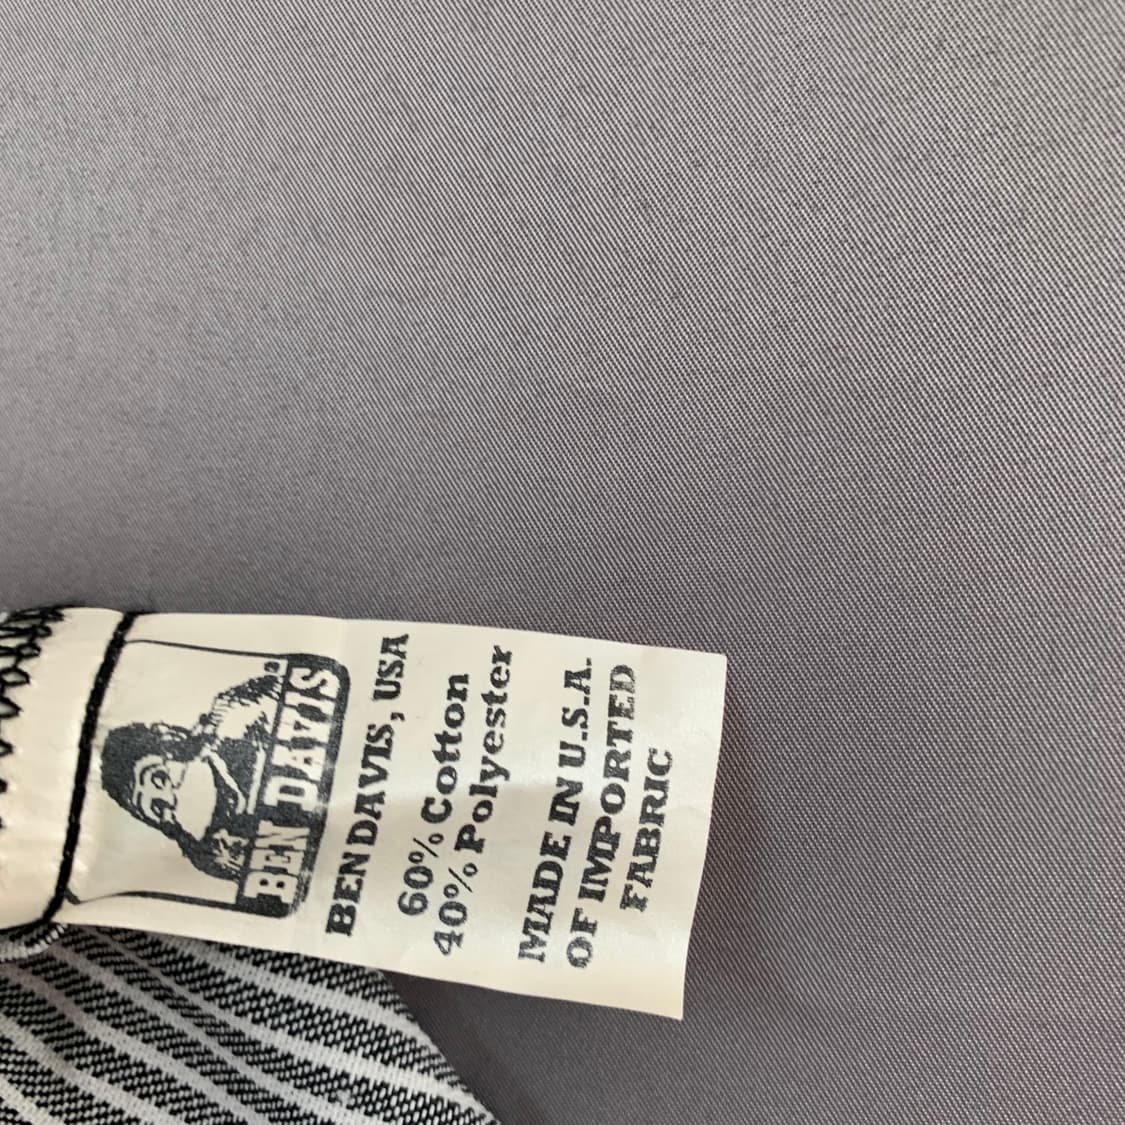 BEN DAVIS
BEN DAVIS, USA
60% Cotton
40% Polyester
MADE IN U.S.A.
OF IMPORTED
FABRIC